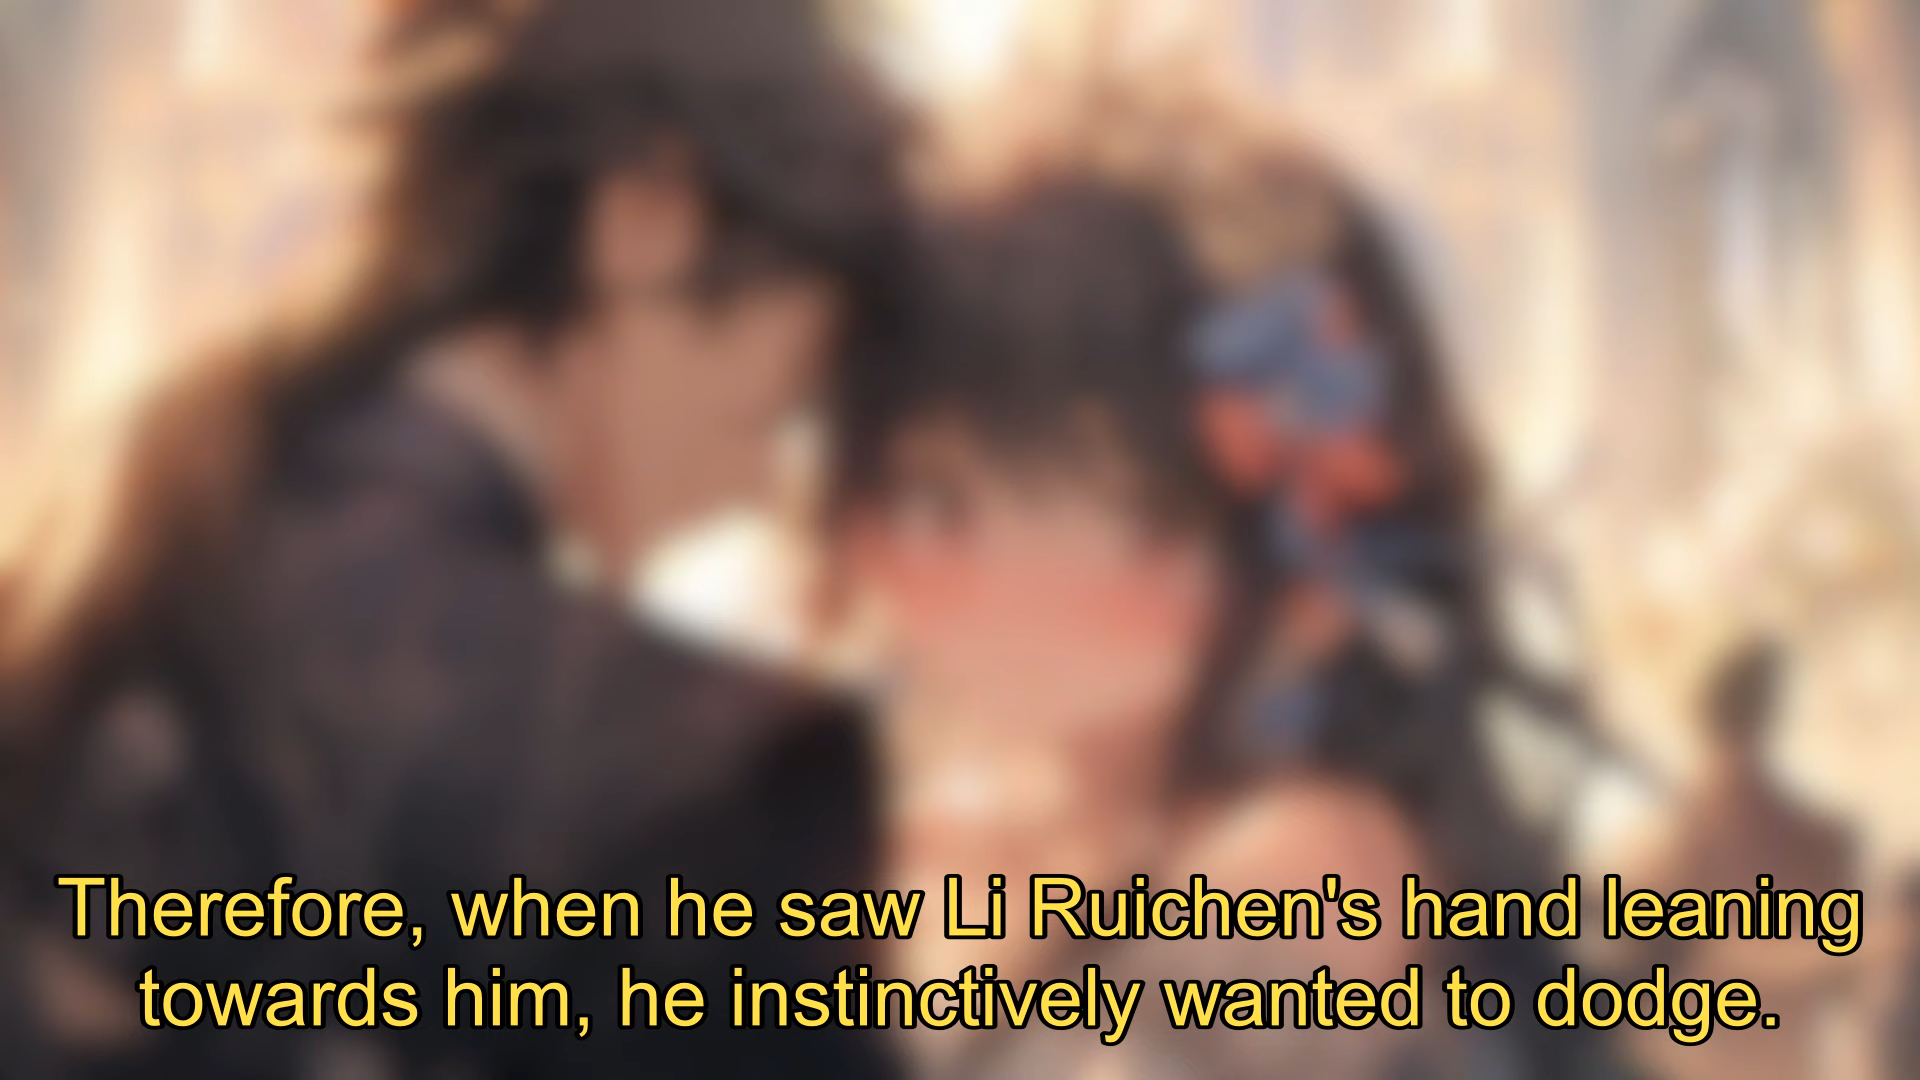 Therefore, when he saw Li Ruichen's hand leaning
towards him, he instinctively wanted to dodge.